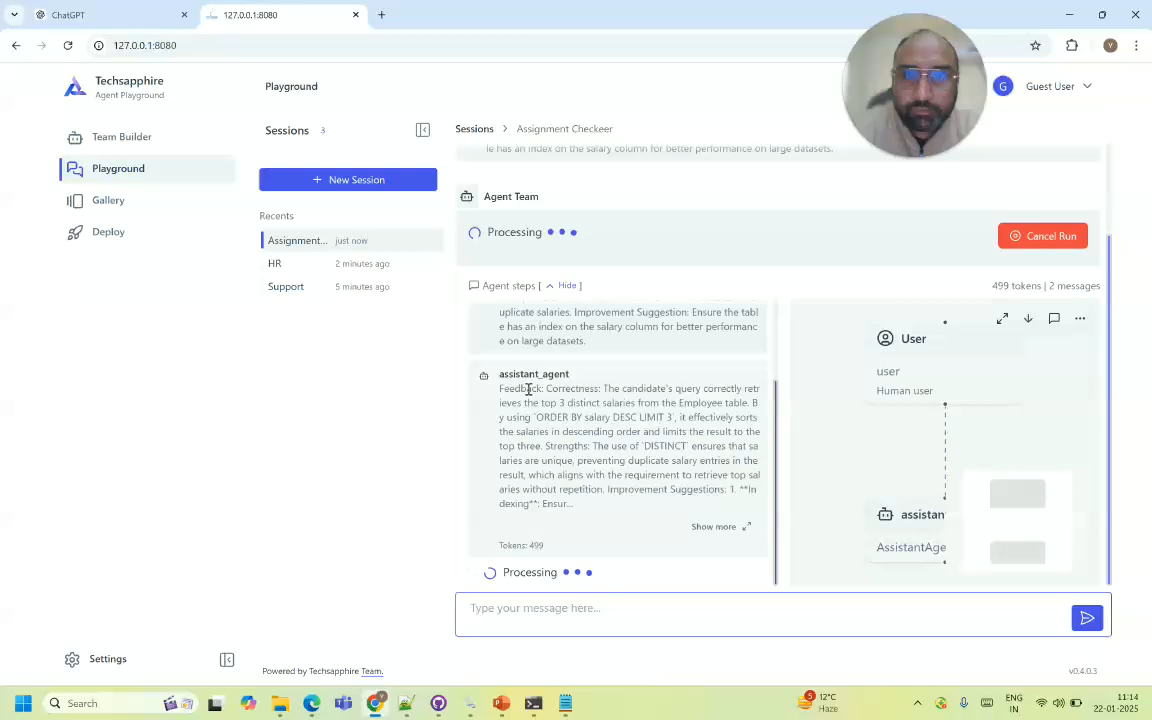 ChatGPT
127.0.0.1:8080
127.0.0.1:8080
Techsapphire
Agent Playground
Team Builder
Playground
Gallery
Deploy
Settings
Playground
Sessions 3
New Session
Recents
Assignment... just now
HR 2 minutes ago
Support 5 minutes ago
G Guest User
Y
Sessions > Assignment Checkeer
le has an index on the salary column for better performance on large datasets.
Agent Team
Processing
Cancel Run
Agent steps [ Hide ]
499 tokens | 2 messages
uplicate salaries. Improvement Suggestion: Ensure the tabl
e has an index on the salary column for better performanc
e on large datasets.
assistant_agent
Feedback: Correctness: The candidate's query correctly retr
ieves the top 3 distinct salaries from the Employee table. B
y using `ORDER BY salary DESC LIMIT 3`, it effectively sorts
the salaries in descending order and limits the result to the
top three. Strengths: The use of `DISTINCT` ensures that sa
laries are unique, preventing duplicate salary entries in the
result, which aligns with the requirement to retrieve top sal
aries without repetition. Improvement Suggestions: 1. **In
dexing**: Ensur...
Show more
Tokens: 499
Processing
User
user
Human user
assistan
AssistantAge
Type your message here...
Powered by Techsapphire Team.
v0.4.0.3
Search
5
12°C
Haze
ENG
IN
11:14
22-01-2025